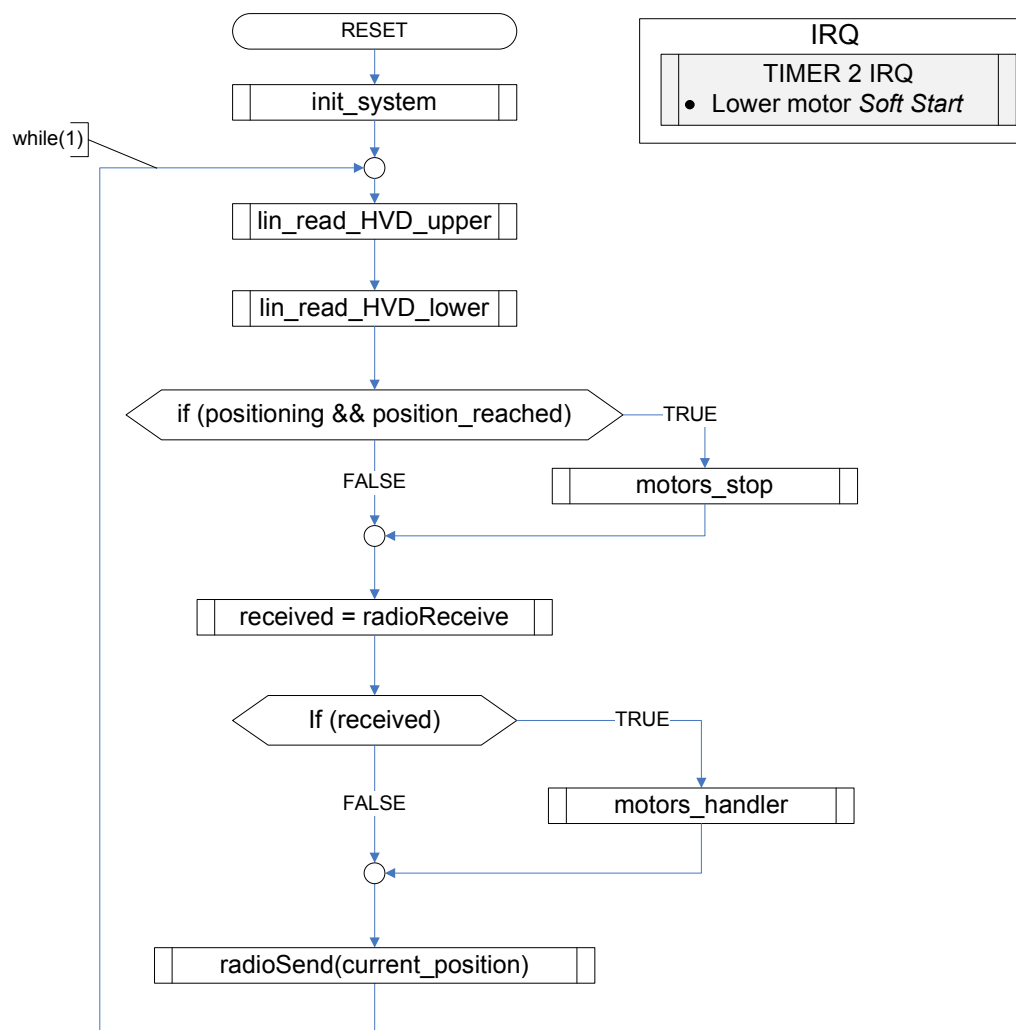 RESET
IRQ
TIMER 2 IRQ
• Lower motor Soft Start
init_system
while(1)
lin_read_HVD_upper
lin_read_HVD_lower
if (positioning && position_reached)
TRUE
FALSE
motors_stop
received = radioReceive
If (received)
TRUE
FALSE
motors_handler
radioSend(current_position)